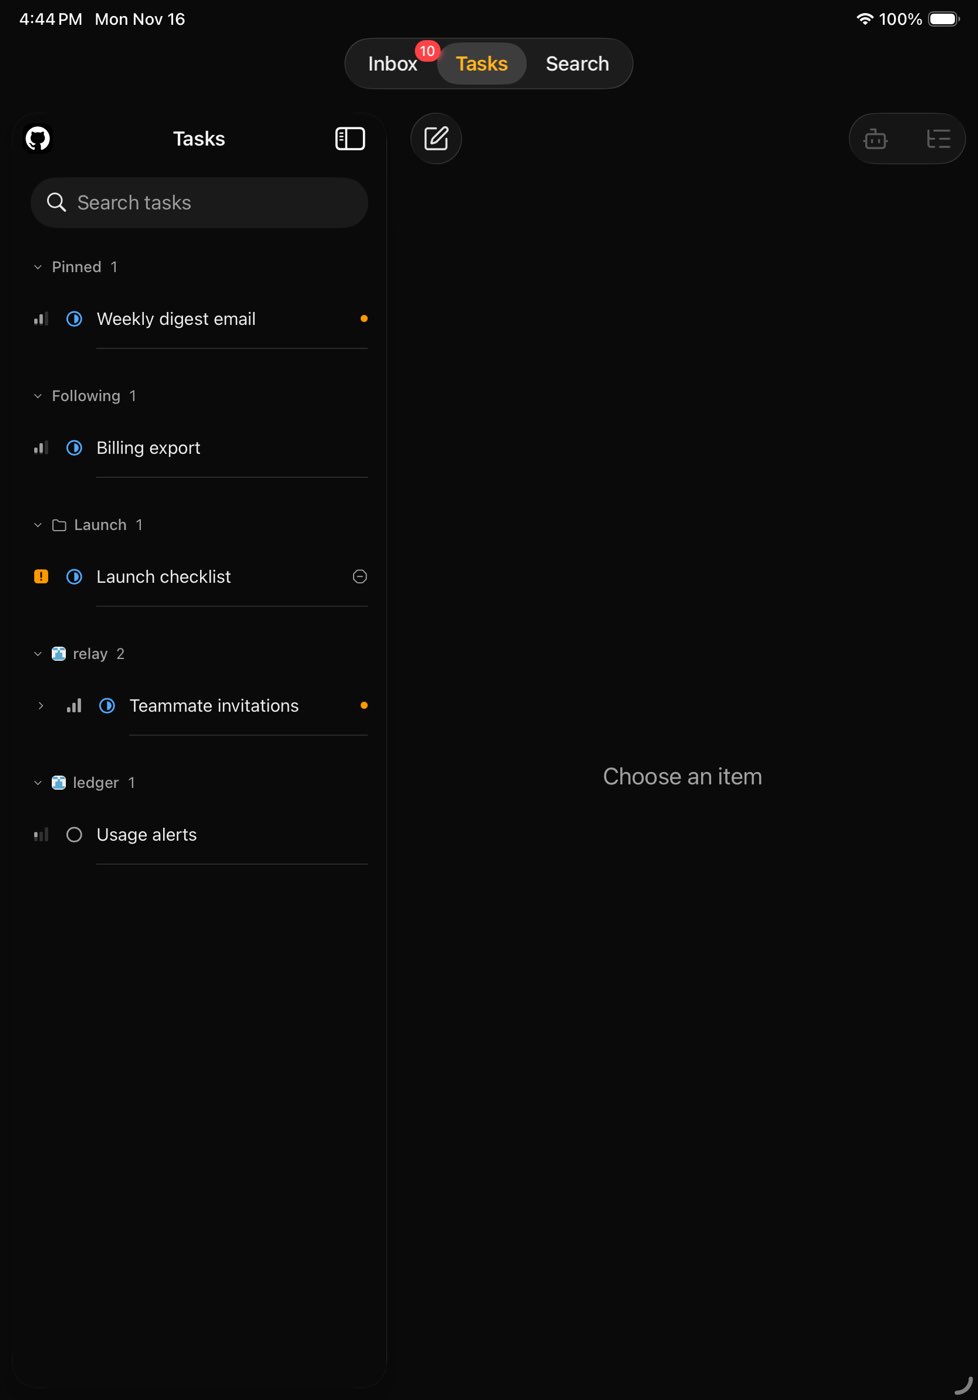 4:44 PM Mon Nov 16
100%
Inbox 10 Tasks Search
Tasks
Search tasks
Pinned 1
Weekly digest email
Following 1
Billing export
Launch 1
Launch checklist
relay 2
Teammate invitations
ledger 1
Usage alerts
Choose an item